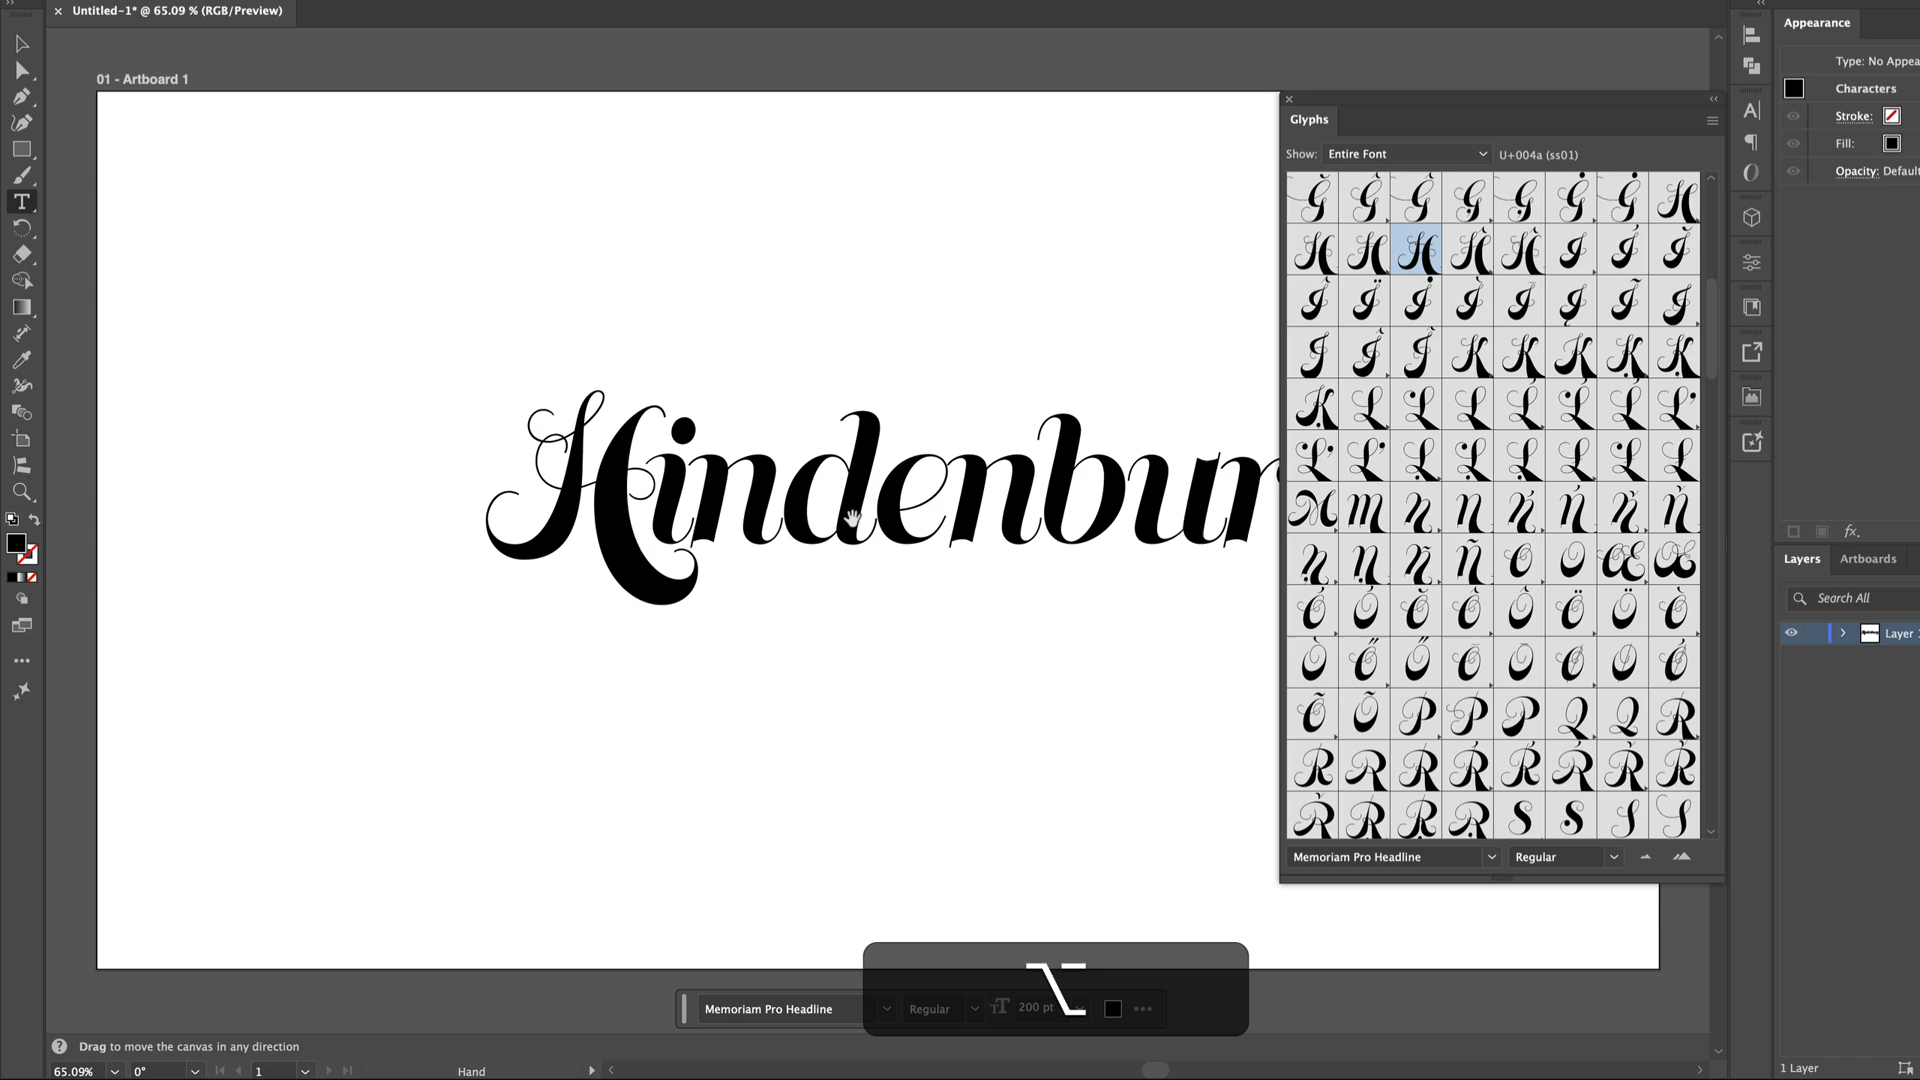 Untitled-1* @ 65.09 % (RGB/Preview)
01 - Artboard 1
Hindenbur
Glyphs
Show: Entire Font U+004a (ss01)
Memoriam Pro Headline Regular
Appearance
Type: No Appea
Characters
Stroke:
Fill:
Opacity: Default
fx.
Layers Artboards
Search All
Layer 1
1 Layer
Memoriam Pro Headline Regular 200 pt
Drag to move the canvas in any direction
65.09% 0° 1 Hand